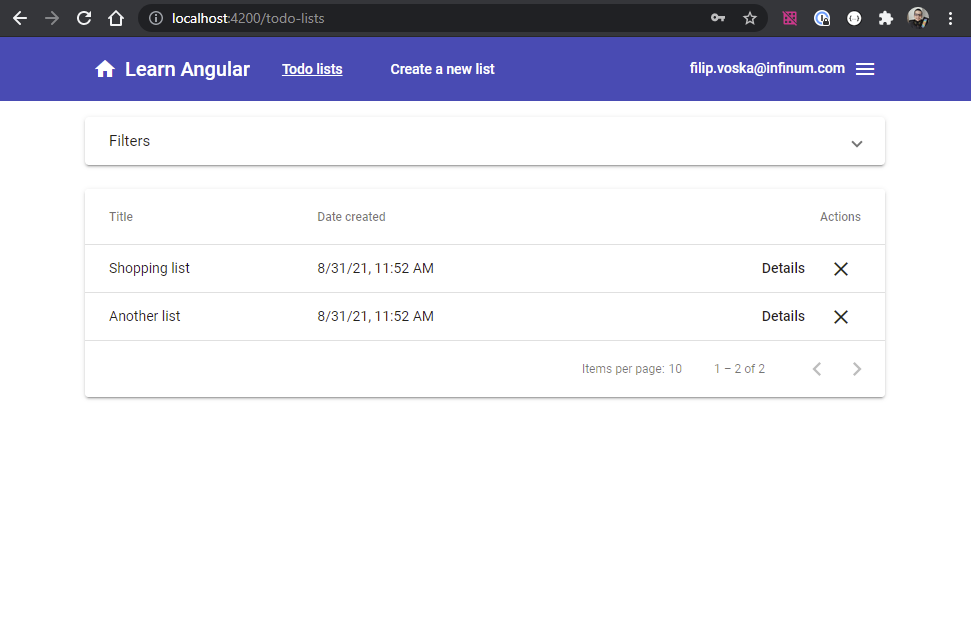 localhost:4200/todo-lists
Learn Angular Todo lists Create a new list filip.voska@infinum.com
Filters
Title Date created Actions
Shopping list 8/31/21, 11:52 AM Details
Another list 8/31/21, 11:52 AM Details
Items per page: 10 1 – 2 of 2